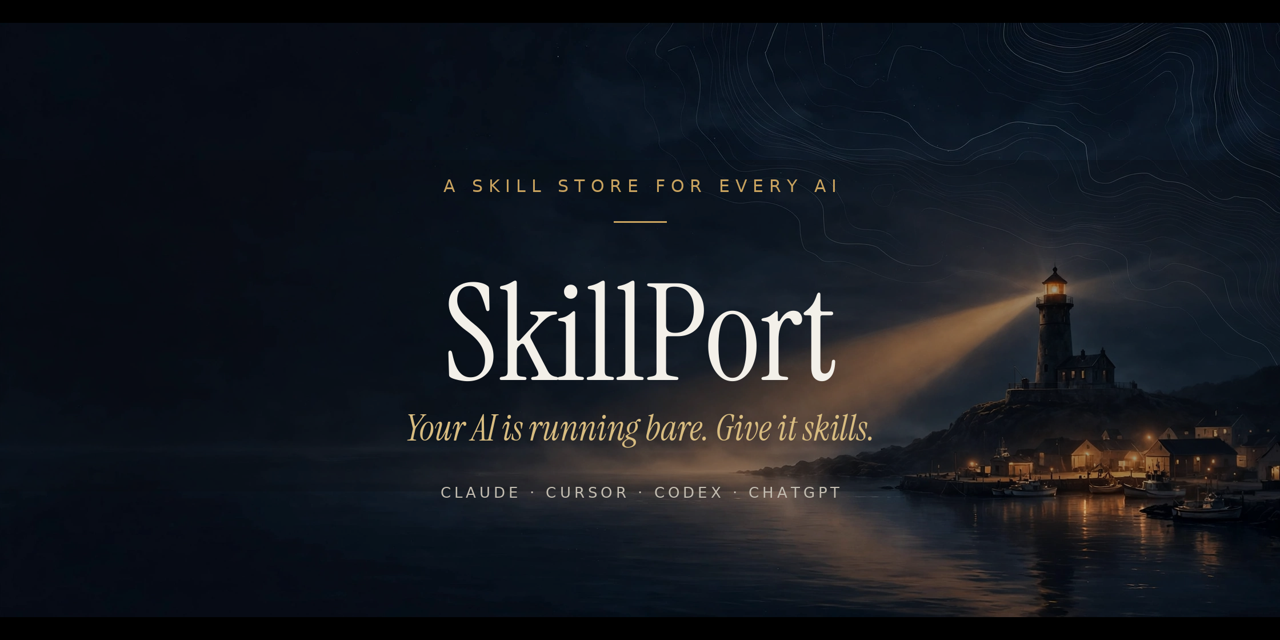 A SKILL STORE FOR EVERY AI
SkillPort
Your AI is running bare. Give it skills.
CLAUDE · CURSOR · CODEX · CHATGPT